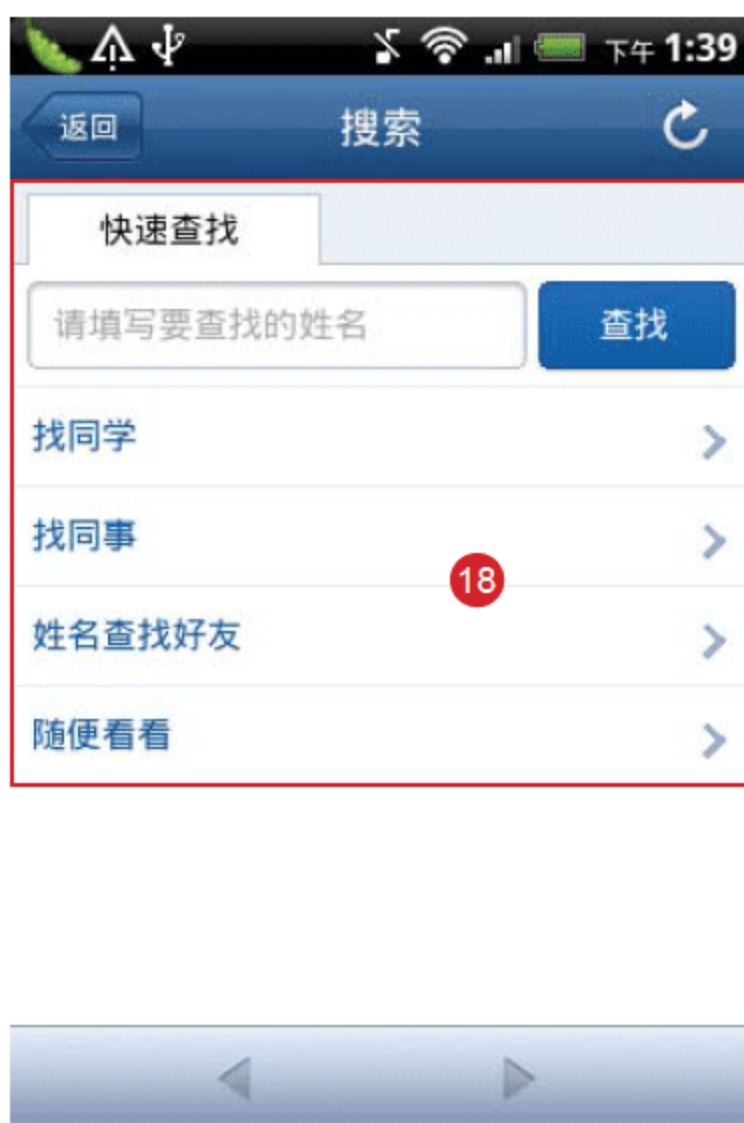 下午 1:39
返回 搜索
快速查找
请填写要查找的姓名 查找
找同学
找同事
18
姓名查找好友
随便看看